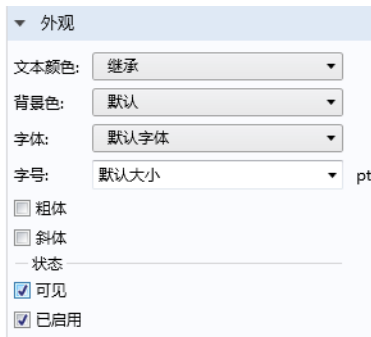 外观
文本颜色: 继承
背景色: 默认
字体: 默认字体
字号: 默认大小 pt
粗体
斜体
状态
可见
已启用